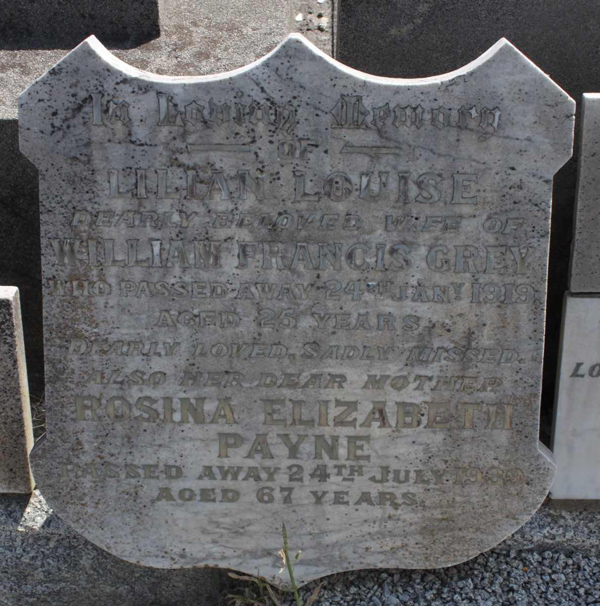 In Loving Memory
OF
LILIAN LOUISE
DEARLY BELOVED WIFE OF
WILLIAM FRANCIS GREY
WHO PASSED AWAY 24TH JANY. 1919.
AGED 25 YEARS.
DEARLY LOVED, SADLY MISSED.
ALSO HER DEAR MOTHER
ROSINA ELIZABETH
PAYNE
PASSED AWAY 24TH JULY
AGED 67 YEARS.